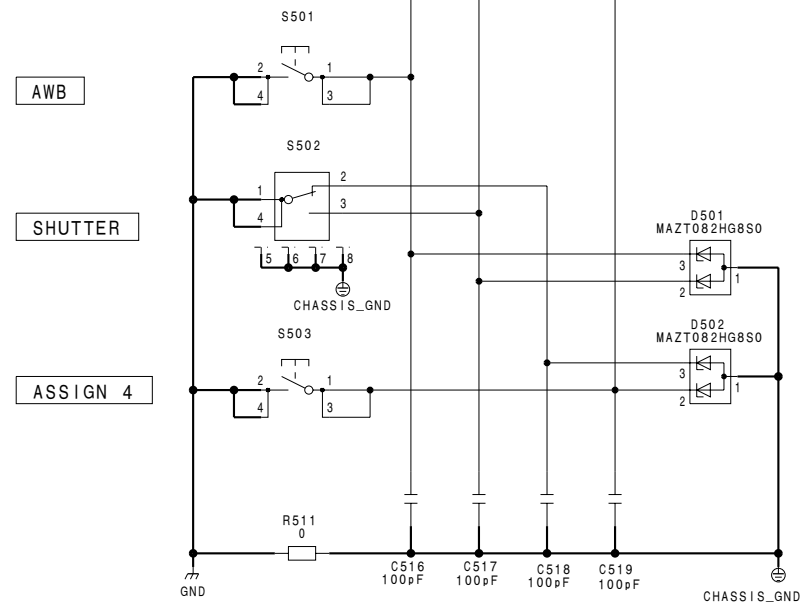 S501
2
1
4
3
AWB
S502
1
2
4
3
SHUTTER
5
6
7
8
CHASSIS_GND
D501
MAZT082HG8S0
3
1
2
S503
2
1
4
3
ASSIGN 4
D502
MAZT082HG8S0
3
1
2
R511
0
GND
C516
100pF
C517
100pF
C518
100pF
C519
100pF
CHASSIS_GND